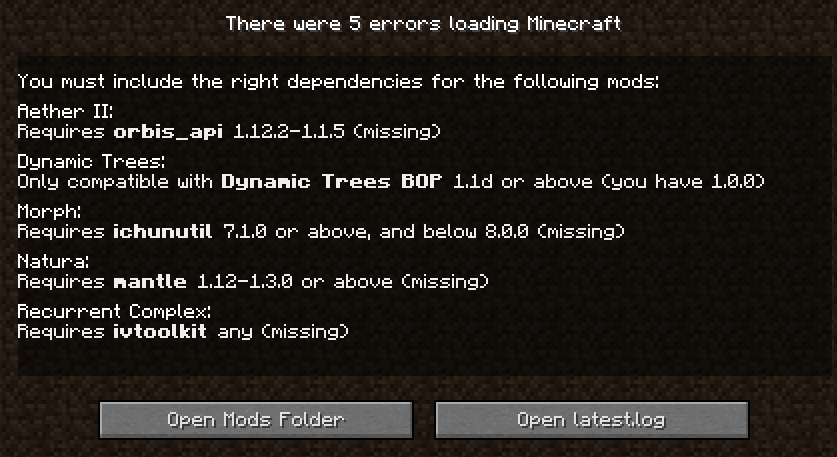 There were 5 errors loading Minecraft
You must include the right dependencies for the following mods:
Aether II:
Requires orbis_api 1.12.2-1.1.5 (missing)
Dynamic Trees:
Only compatible with Dynamic Trees BOP 1.1d or above (you have 1.0.0)
Morph:
Requires ichunutil 7.1.0 or above, and below 8.0.0 (missing)
Natura:
Requires mantle 1.12-1.3.0 or above (missing)
Recurrent Complex:
Requires ivtoolkit any (missing)
Open Mods Folder
Open latest.log